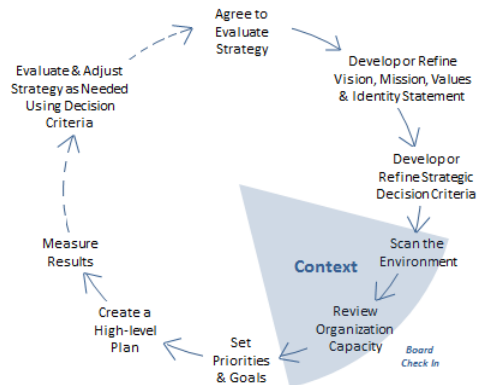 Agree to
Evaluate
Strategy
Develop or Refine
Vision, Mission, Values
& Identity Statement
Develop or
Refine Strategic
Decision Criteria
Scan the
Environment
Context
Review
Organization
Capacity
Board
Check In
Set
Priorities
& Goals
Create a
High-level
Plan
Measure
Results
Evaluate & Adjust
Strategy as Needed
Using Decision
Criteria